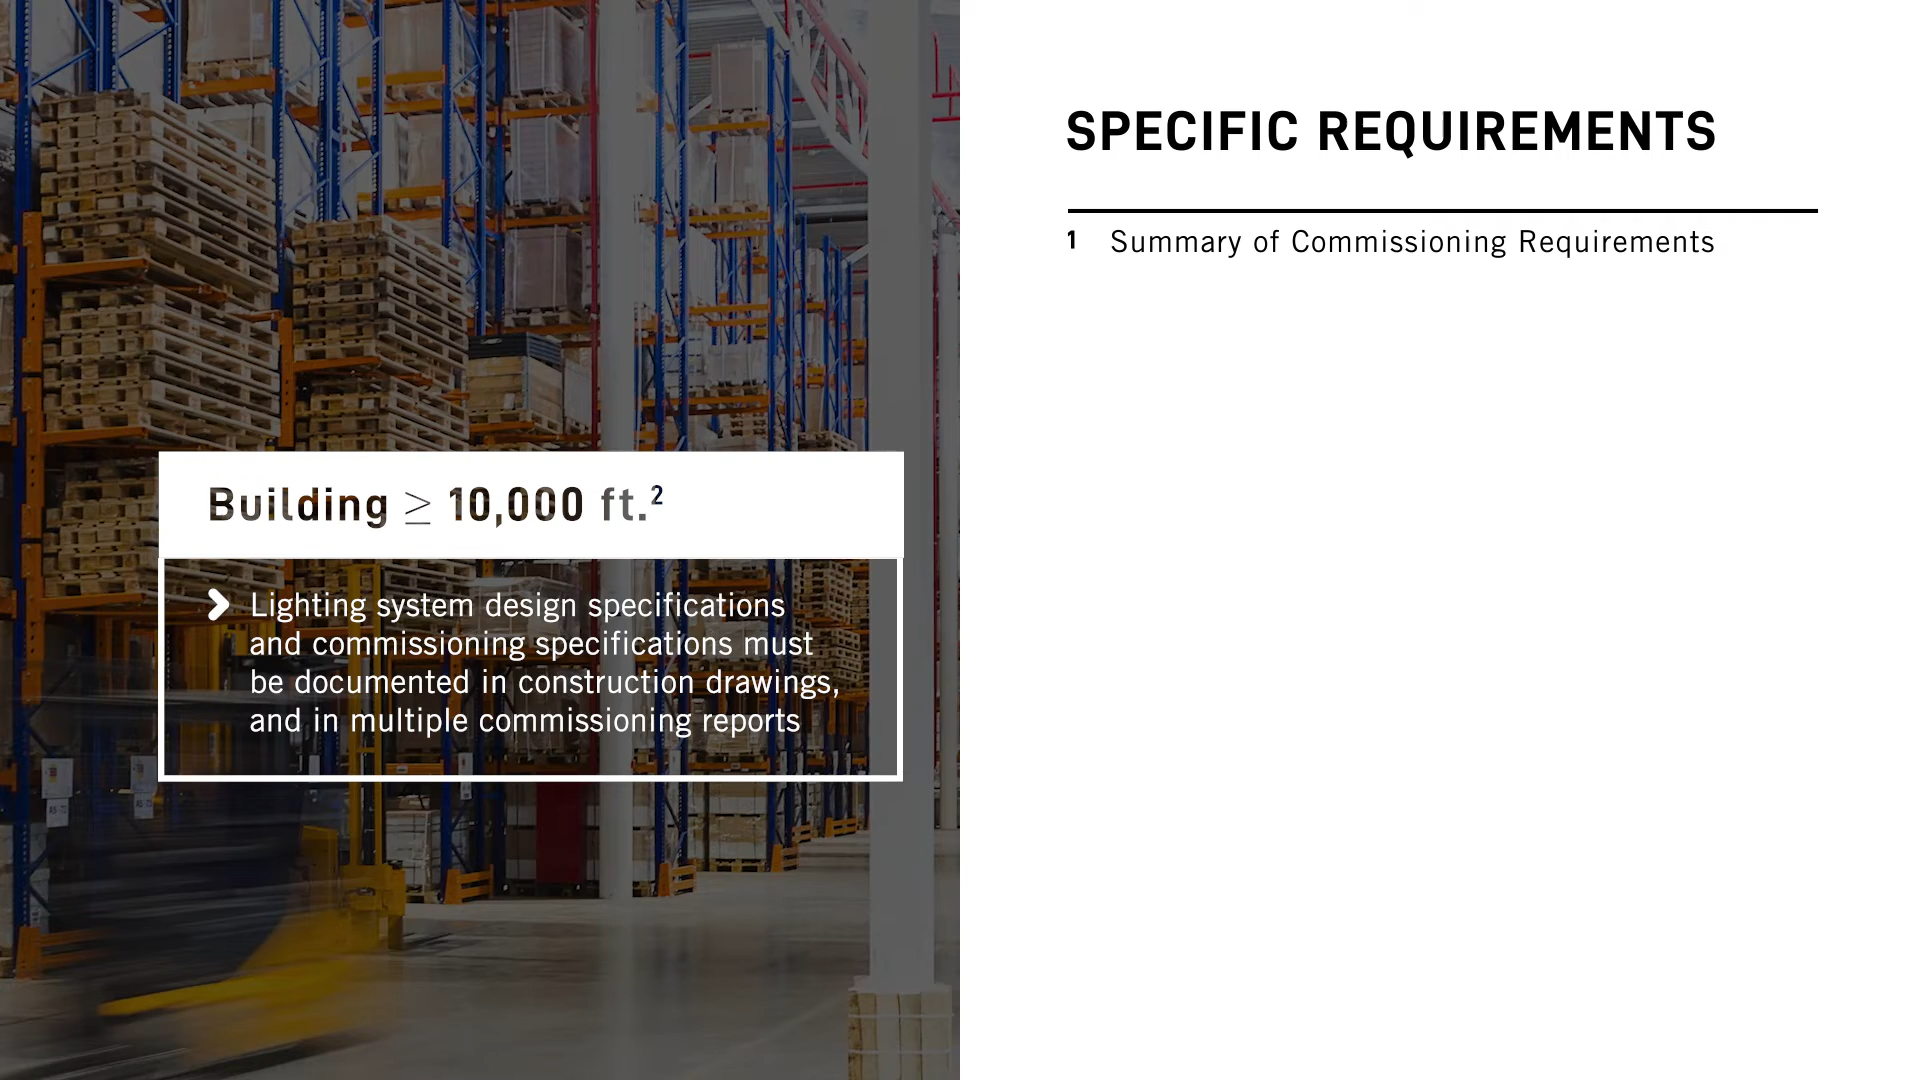 Building ≥ 10,000 ft.²
Lighting system design specifications
and commissioning specifications must
be documented in construction drawings,
and in multiple commissioning reports
SPECIFIC REQUIREMENTS
1 Summary of Commissioning Requirements